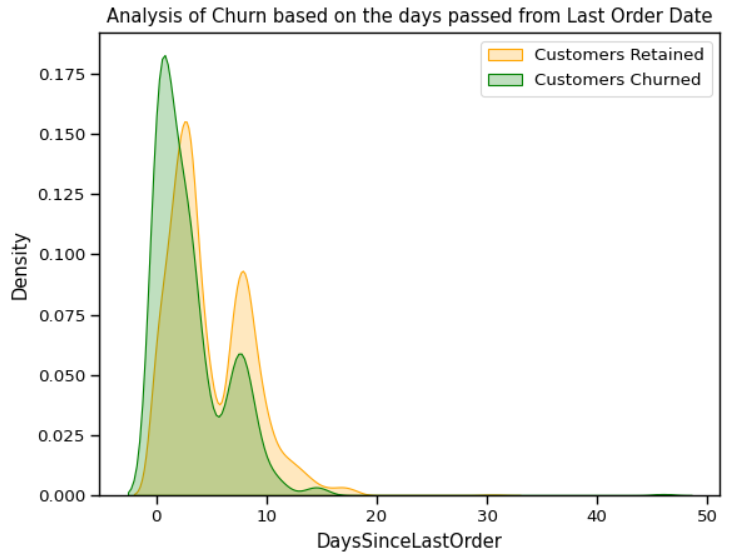 Analysis of Churn based on the days passed from Last Order Date
Customers Retained
Customers Churned
0.175
0.150
0.125
0.100
0.075
0.050
0.025
0.000
Density
0 10 20 30 40 50
DaysSinceLastOrder